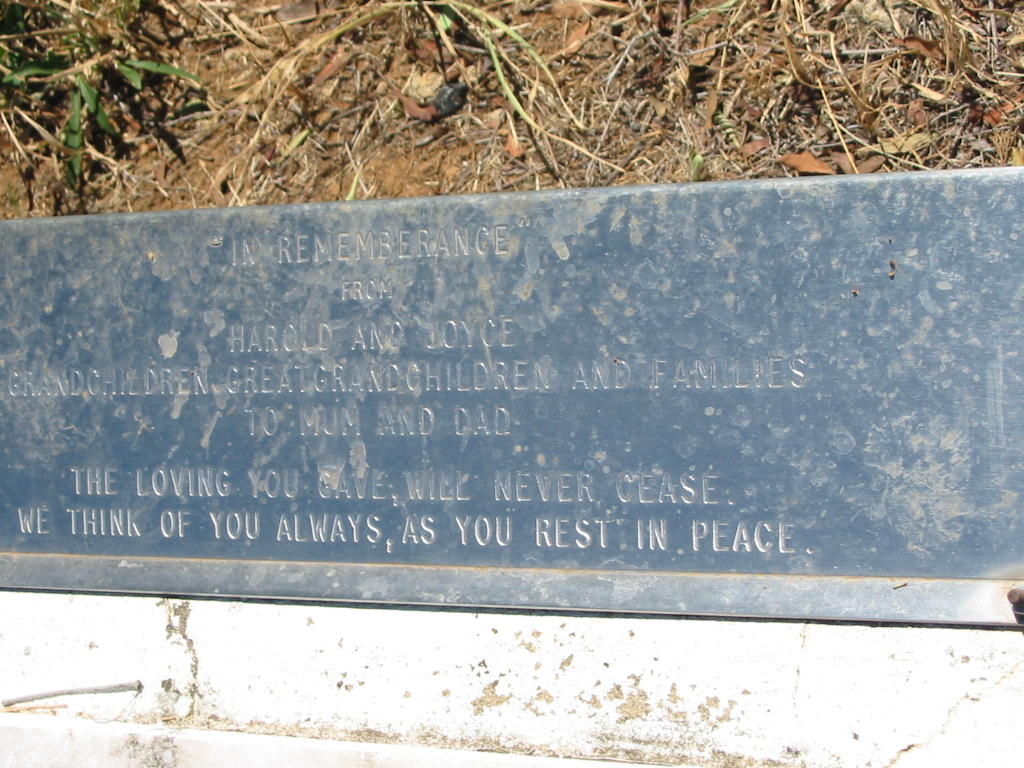 "IN REMEMBERANCE"
FROM
HAROLD AND JOYCE
GRANDCHILDREN, GREATGRANDCHILDREN AND FAMILIES
TO MUM AND DAD
THE LOVING YOU GAVE, WILL NEVER CEASE.
WE THINK OF YOU ALWAYS, AS YOU REST IN PEACE.